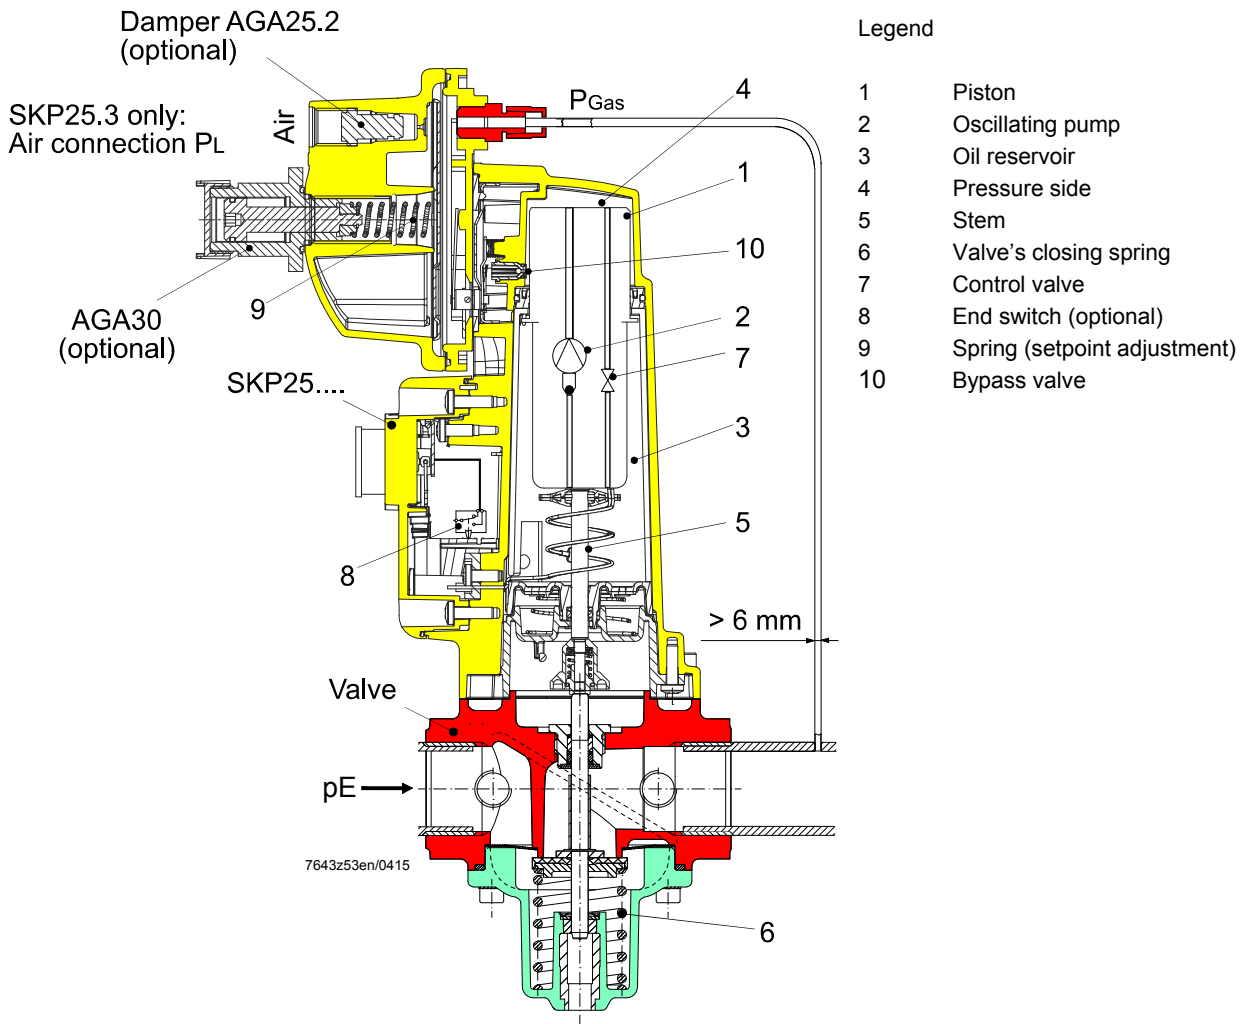 Damper AGA25.2
(optional)
SKP25.3 only:
Air connection PL
Air
PGas
4
1
10
9
AGA30
(optional)
2
7
SKP25....
3
5
8
> 6 mm
Valve
pE
7643z53en/0415
6
Legend
1 Piston
2 Oscillating pump
3 Oil reservoir
4 Pressure side
5 Stem
6 Valve's closing spring
7 Control valve
8 End switch (optional)
9 Spring (setpoint adjustment)
10 Bypass valve